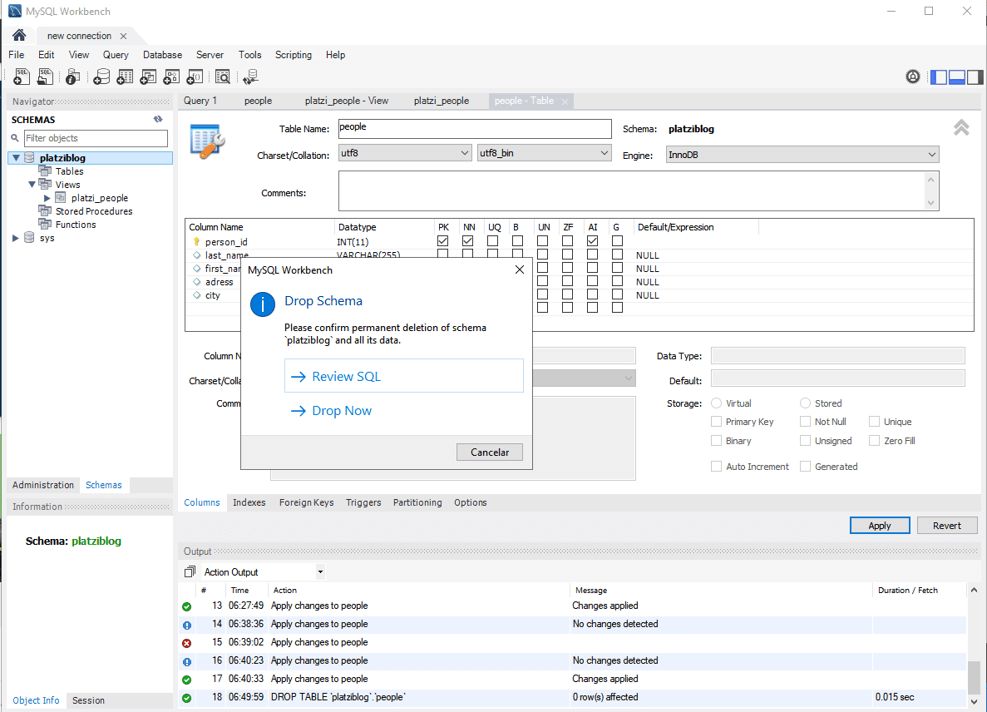 MySQL Workbench
new connection
File Edit View Query Database Server Tools Scripting Help
Navigator
SCHEMAS
Filter objects
platziblog
Tables
Views
platzi_people
Stored Procedures
Functions
sys
Administration Schemas
Information
Schema: platziblog
Object Info Session
Query 1 people platzi_people - View platzi_people people - Table
Table Name: people Schema: platziblog
Charset/Collation: utf8 utf8_bin Engine: InnoDB
Comments:
Column Name Datatype PK NN UQ B UN ZF AI G Default/Expression
person_id INT(11)
last_name VARCHAR(255) NULL
first_na NULL
adress NULL
city NULL
MySQL Workbench
Drop Schema
Please confirm permanent deletion of schema
`platziblog` and all its data.
Review SQL
Drop Now
Cancelar
Column N Data Type:
Charset/Colla Default:
Comm Storage: Virtual Stored
Primary Key Not Null Unique
Binary Unsigned Zero Fill
Auto Increment Generated
Columns Indexes Foreign Keys Triggers Partitioning Options
Apply Revert
Output
Action Output
# Time Action Message Duration / Fetch
13 06:27:49 Apply changes to people Changes applied
14 06:38:36 Apply changes to people No changes detected
15 06:39:02 Apply changes to people
16 06:40:23 Apply changes to people No changes detected
17 06:40:33 Apply changes to people Changes applied
18 06:49:59 DROP TABLE `platziblog`.`people` 0 row(s) affected 0.015 sec